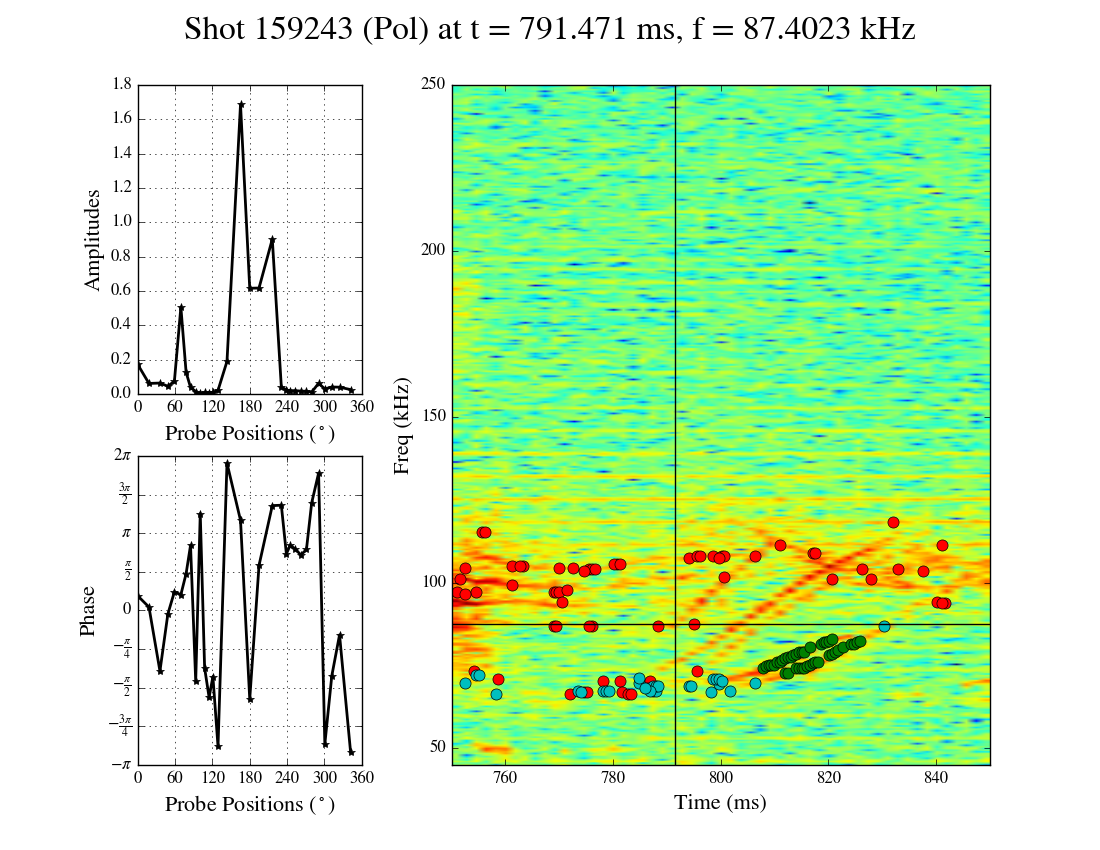 Shot 159243 (Pol) at t = 791.471 ms, f = 87.4023 kHz
1.8
1.6
1.4
1.2
1.0
0.8
0.6
0.4
0.2
0.0
Amplitudes
0 60 120 180 240 300 360
Probe Positions (°)
2π
3π/2
π
π/2
0
−π/4
−π/2
−3π/4
−π
Phase
0 60 120 180 240 300 360
Probe Positions (°)
250
200
150
100
50
Freq (kHz)
760 780 800 820 840
Time (ms)